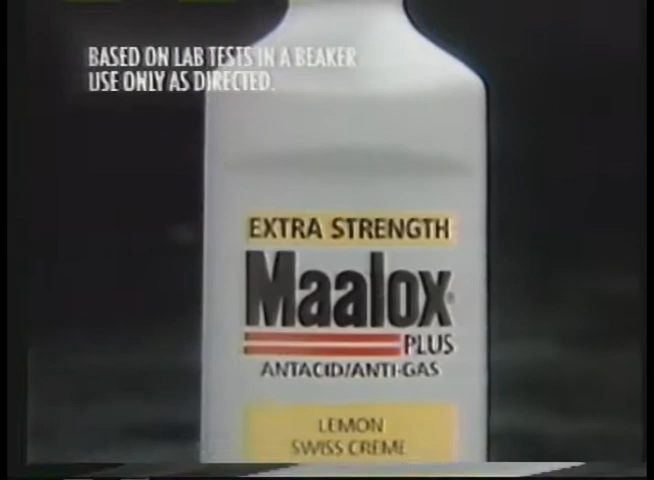 BASED ON LAB TESTS IN A BEAKER
USE ONLY AS DIRECTED.
EXTRA STRENGTH
Maalox®
PLUS
ANTACID/ANTI-GAS
LEMON
SWISS CREME